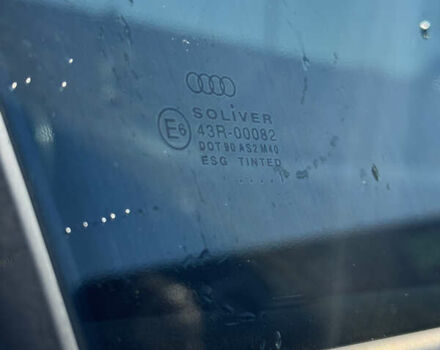 SOLiVER
E6 43R-00082
DOT 90 AS2 M40
ESG TINTED